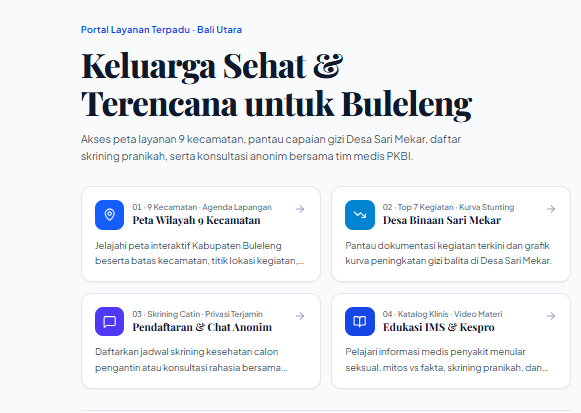 Portal Layanan Terpadu · Bali Utara
Keluarga Sehat &
Terencana untuk Buleleng
Akses peta layanan 9 kecamatan, pantau capaian gizi Desa Sari Mekar, daftar
skrining pranikah, serta konsultasi anonim bersama tim medis PKBI.
01 · 9 Kecamatan · Agenda Lapangan
Peta Wilayah 9 Kecamatan
Jelajahi peta interaktif Kabupaten Buleleng
beserta batas kecamatan, titik lokasi kegiatan,...
02 · Top 7 Kegiatan · Kurva Stunting
Desa Binaan Sari Mekar
Pantau dokumentasi kegiatan terkini dan grafik
kurva peningkatan gizi balita di Desa Sari Mekar.
03 · Skrining Catin · Privasi Terjamin
Pendaftaran & Chat Anonim
Daftarkan jadwal skrining kesehatan calon
pengantin atau konsultasi rahasia bersama...
04 · Katalog Klinis · Video Materi
Edukasi IMS & Kespro
Pelajari informasi medis penyakit menular
seksual, mitos vs fakta, skrining pranikah, dan...